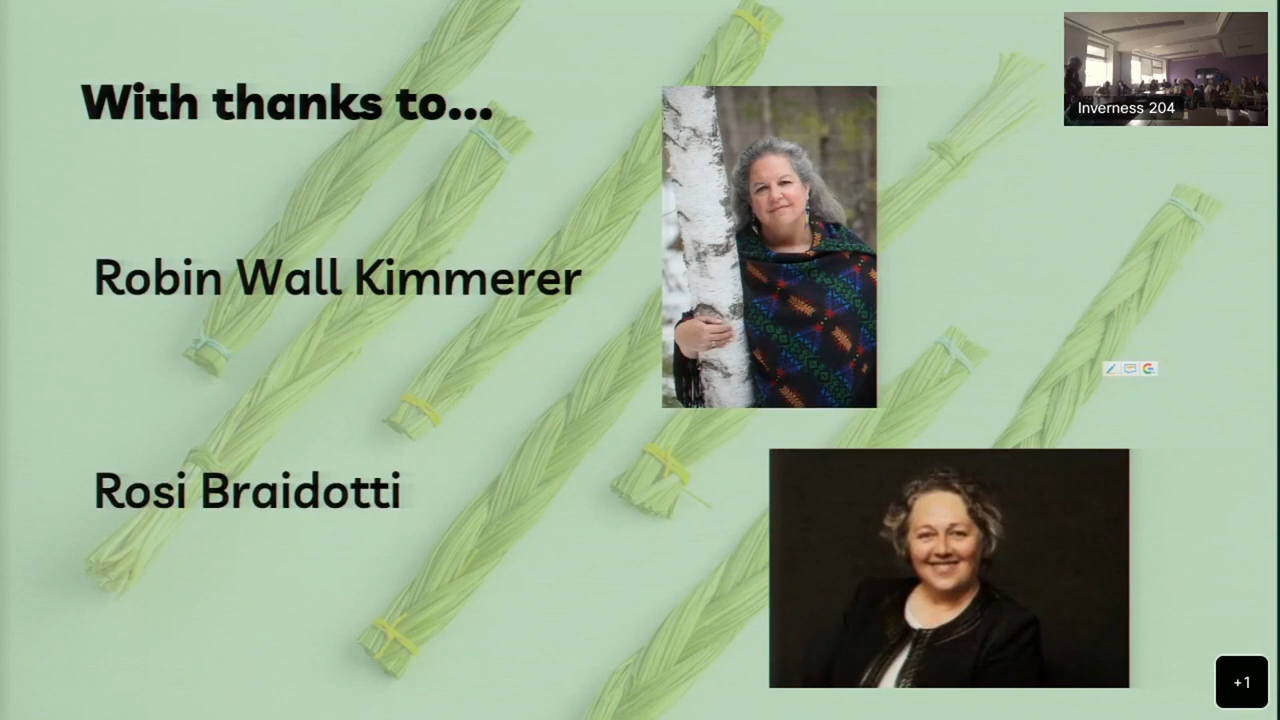 With thanks to...
Inverness 204
Robin Wall Kimmerer
Rosi Braidotti
+1